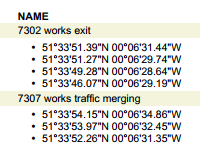 NAME
7302 works exit
• 51°33'51.39"N 00°06'31.44"W
• 51°33'51.27"N 00°06'29.74"W
• 51°33'49.28"N 00°06'28.64"W
• 51°33'46.07"N 00°06'29.19"W
7307 works traffic merging
• 51°33'54.15"N 00°06'34.86"W
• 51°33'53.97"N 00°06'32.45"W
• 51°33'52.26"N 00°06'31.35"W